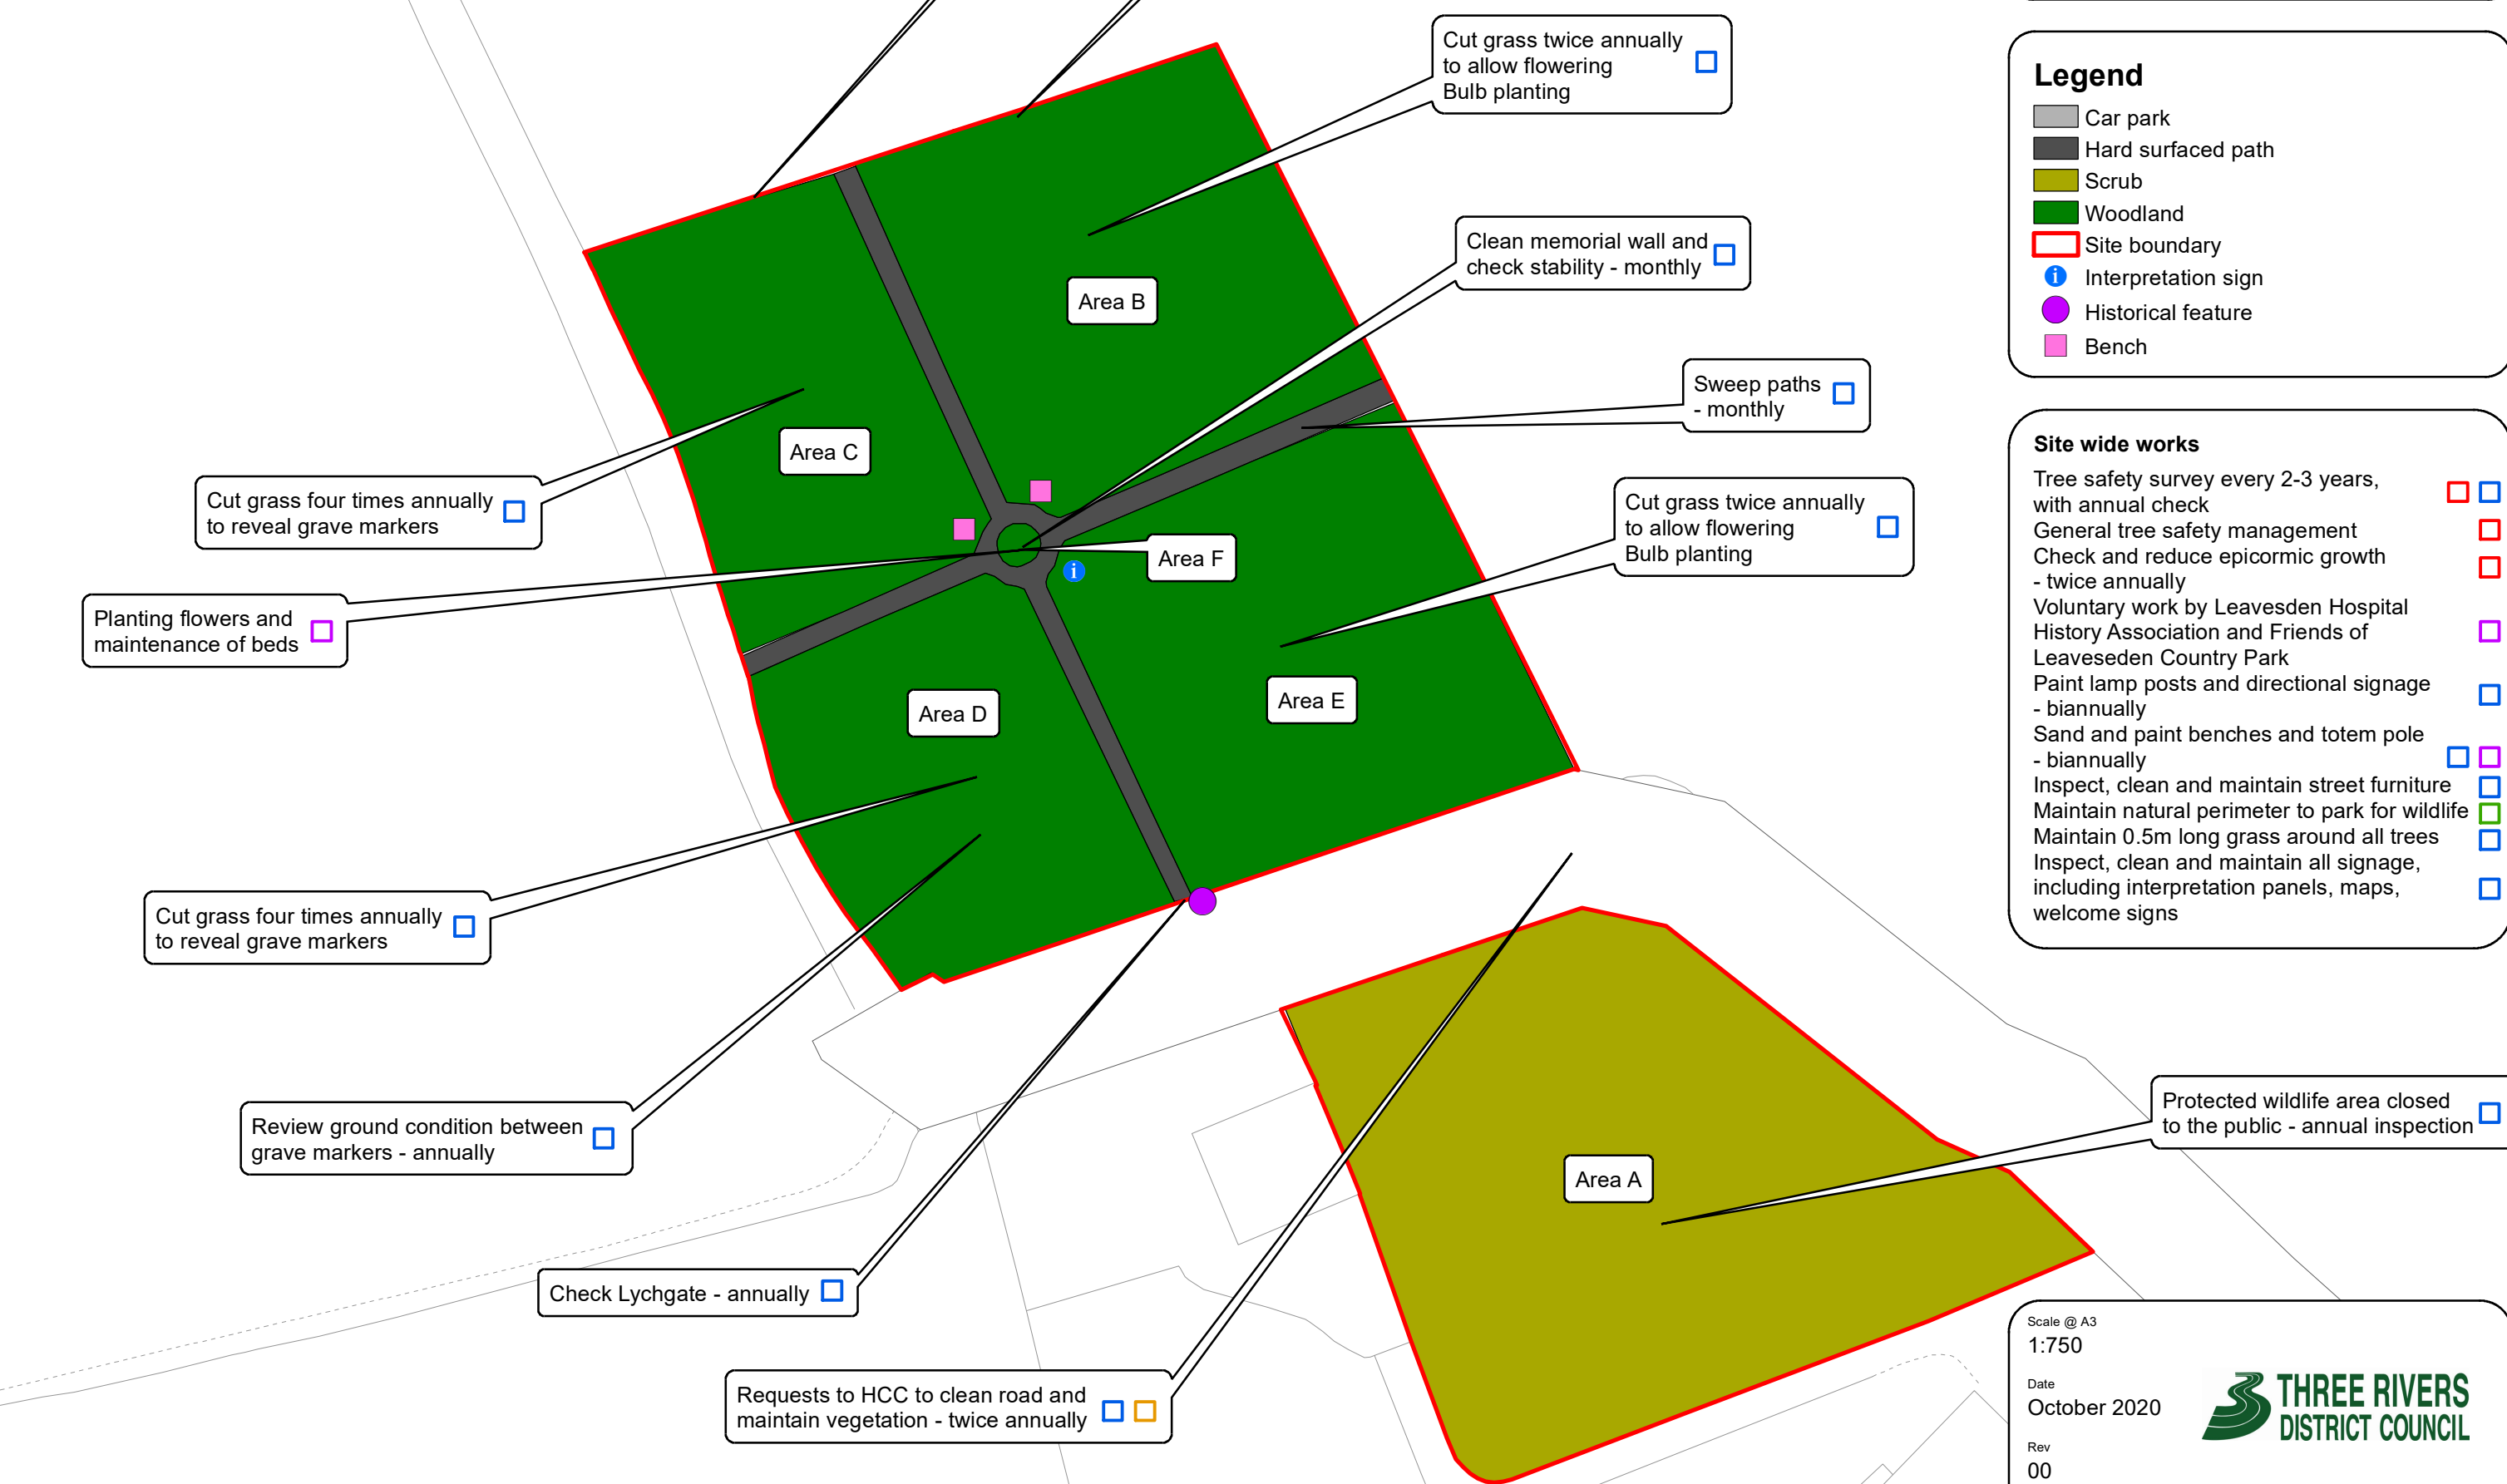 Cut grass twice annually
to allow flowering
Bulb planting
Clean memorial wall and
check stability - monthly
Area B
Sweep paths
- monthly
Area C
Cut grass four times annually
to reveal grave markers
Cut grass twice annually
to allow flowering
Bulb planting
Area F
i
Planting flowers and
maintenance of beds
Area D
Area E
Cut grass four times annually
to reveal grave markers
Review ground condition between
grave markers - annually
Protected wildlife area closed
to the public - annual inspection
Area A
Check Lychgate - annually
Requests to HCC to clean road and
maintain vegetation - twice annually
Legend
Car park
Hard surfaced path
Scrub
Woodland
Site boundary
i
Interpretation sign
Historical feature
Bench
Site wide works
Tree safety survey every 2-3 years,
with annual check
General tree safety management
Check and reduce epicormic growth
- twice annually
Voluntary work by Leavesden Hospital
History Association and Friends of
Leaveseden Country Park
Paint lamp posts and directional signage
- biannually
Sand and paint benches and totem pole
- biannually
Inspect, clean and maintain street furniture
Maintain natural perimeter to park for wildlife
Maintain 0.5m long grass around all trees
Inspect, clean and maintain all signage,
including interpretation panels, maps,
welcome signs
Scale @ A3
1:750
Date
October 2020
Rev
00
THREE RIVERS
DISTRICT COUNCIL